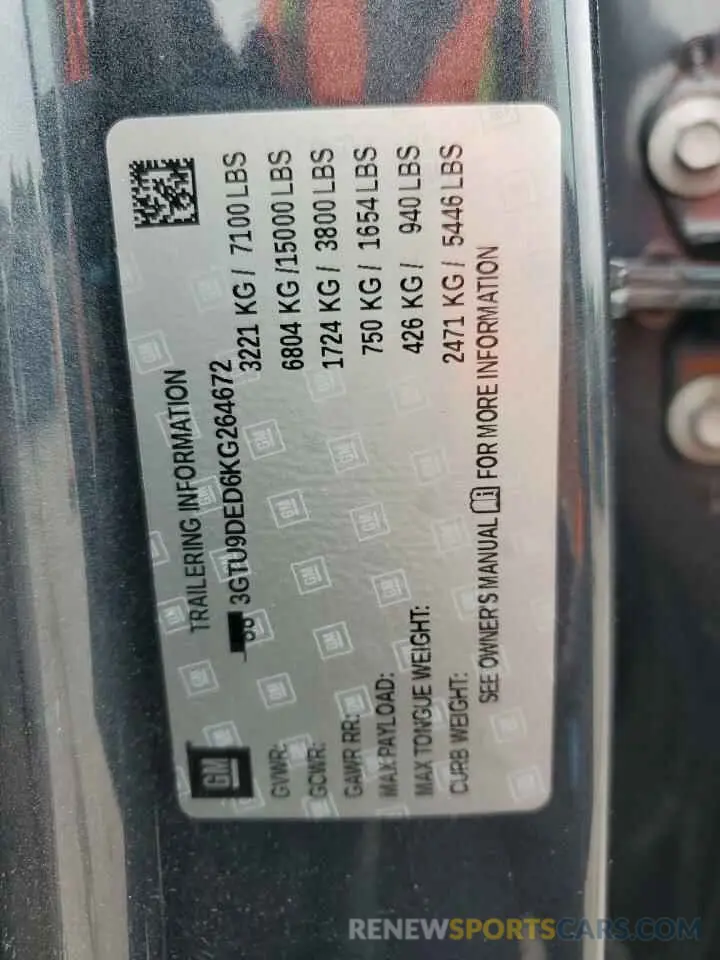 GM
TRAILERING INFORMATION
3GTU9DED6KG264672
GVWR: 3221 KG / 7100 LBS
GCWR: 6804 KG /15000 LBS
GAWR RR: 1724 KG / 3800 LBS
MAX PAYLOAD: 750 KG / 1654 LBS
MAX TONGUE WEIGHT: 426 KG / 940 LBS
CURB WEIGHT: 2471 KG / 5446 LBS
SEE OWNER'S MANUAL FOR MORE INFORMATION
RENEWSPORTSCARS.COM